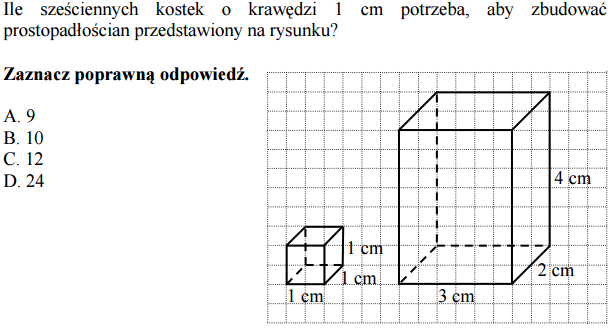 Ile sześciennych kostek o krawędzi 1 cm potrzeba, aby zbudować
prostopadłościan przedstawiony na rysunku?
Zaznacz poprawną odpowiedź.
A. 9
B. 10
C. 12
D. 24
4 cm
1 cm
1 cm
1 cm
2 cm
3 cm